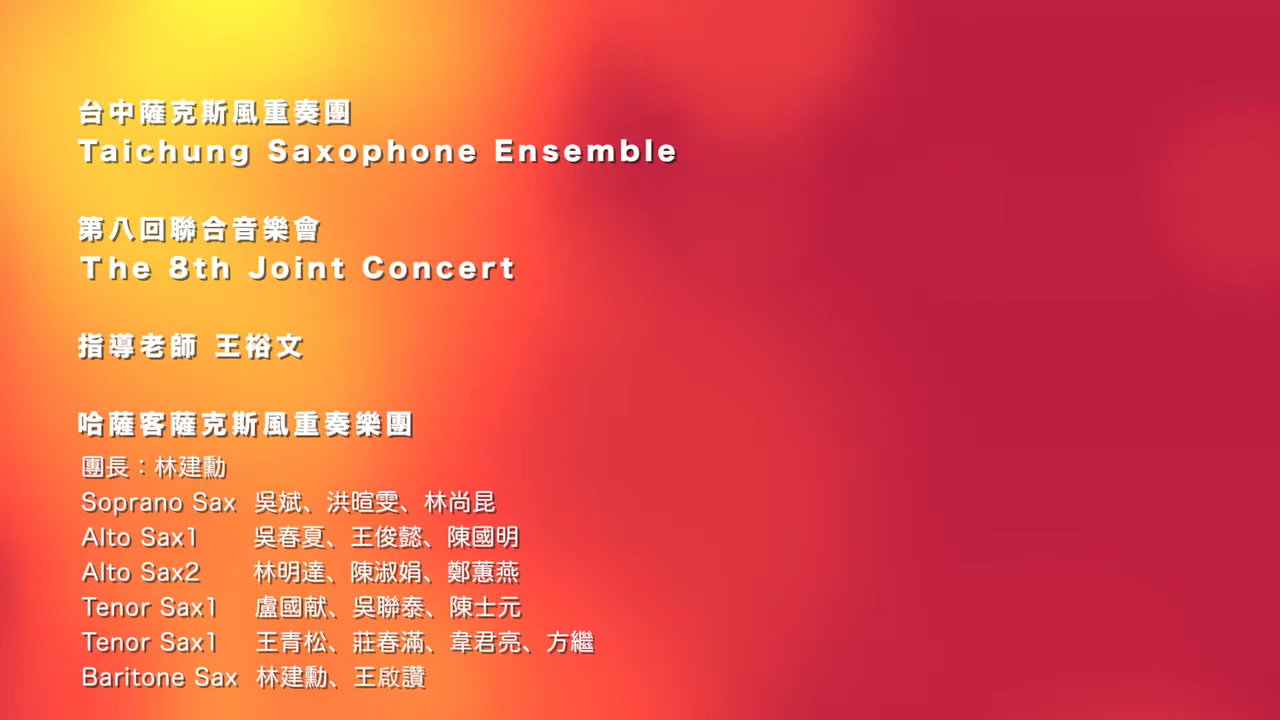 台中薩克斯風重奏團
Taichung Saxophone Ensemble
第八回聯合音樂會
The 8th Joint Concert
指導老師 王裕文
哈薩客薩克斯風重奏樂團
團長：林建勳
Soprano Sax 吳斌、洪暄雯、林尚昆
Alto Sax1 吳春夏、王俊懿、陳國明
Alto Sax2 林明達、陳淑娟、鄭蕙燕
Tenor Sax1 盧國献、吳聯泰、陳士元
Tenor Sax1 王青松、莊春滿、韋君亮、方繼
Baritone Sax 林建勳、王啟讚